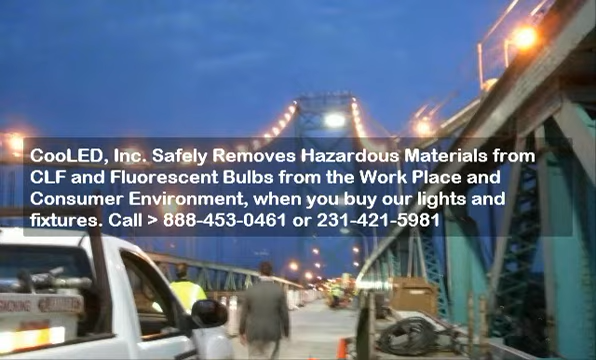 CooLED, Inc. Safely Removes Hazardous Materials from
CLF and Fluorescent Bulbs from the Work Place and
Consumer Environment, when you buy our lights and
fixtures. Call > 888-453-0461 or 231-421-5981